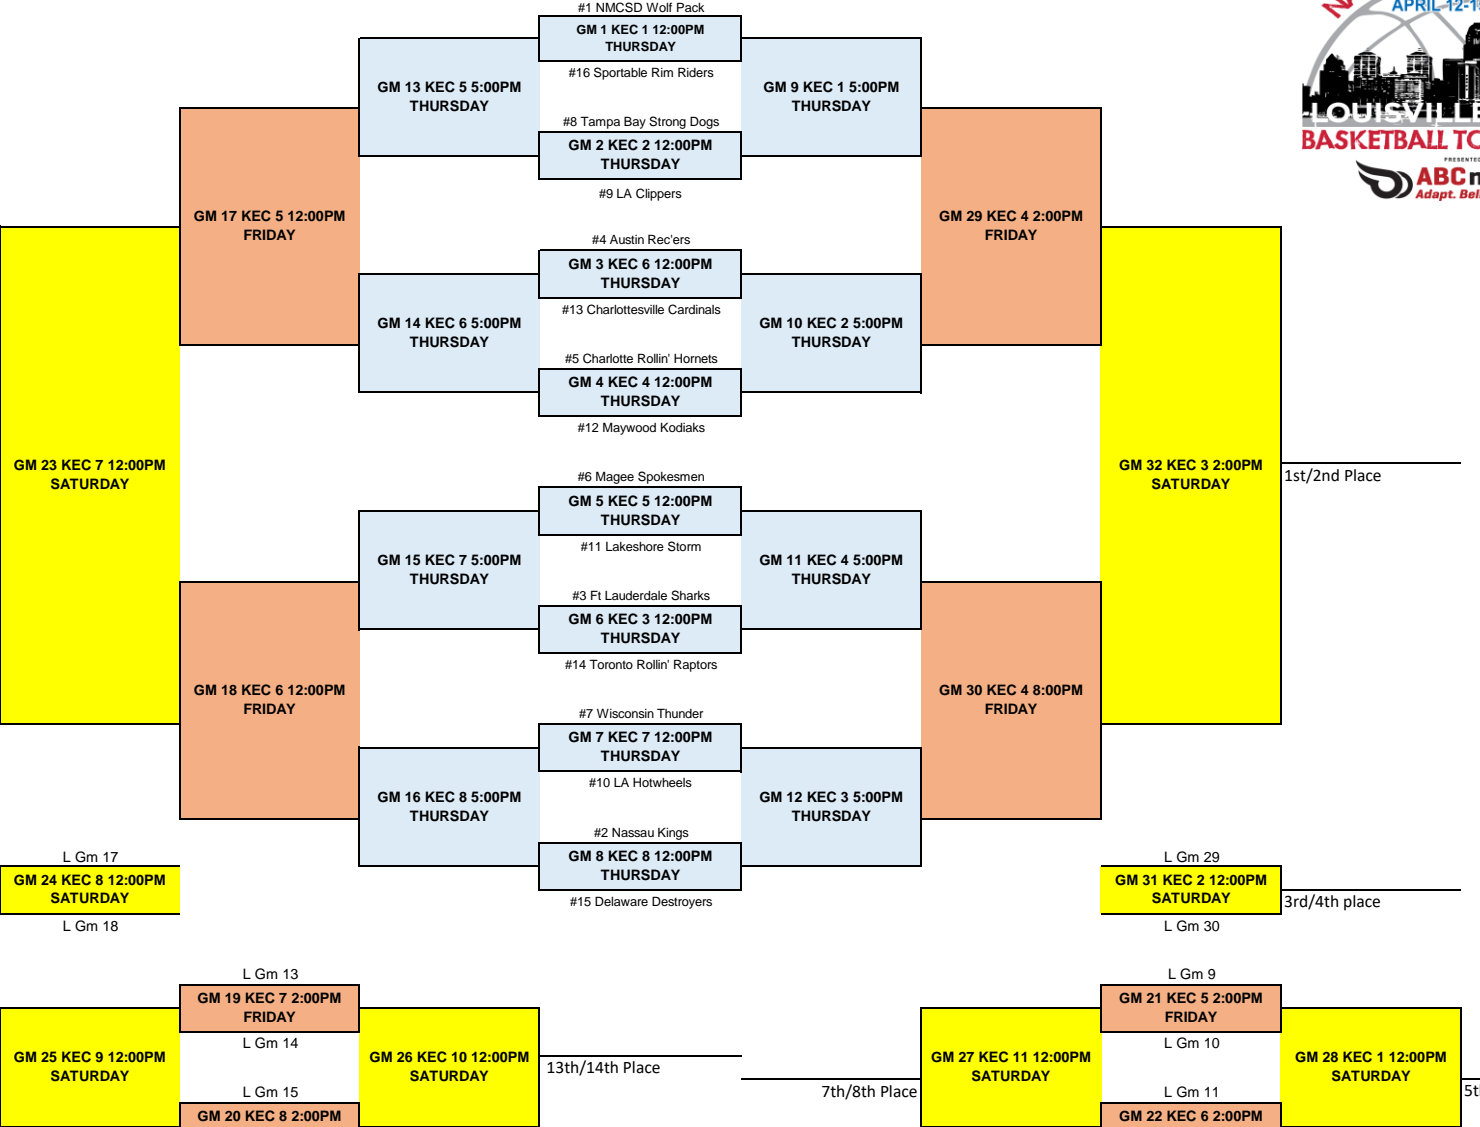 #1 NMCSD Wolf Pack
GM 1 KEC 1 12:00PM
THURSDAY
#16 Sportable Rim Riders
GM 13 KEC 5 5:00PM
THURSDAY
GM 9 KEC 1 5:00PM
THURSDAY
#8 Tampa Bay Strong Dogs
GM 2 KEC 2 12:00PM
THURSDAY
#9 LA Clippers
APRIL 12-1
LOUISVILLE
BASKETBALL TO
PRESENTED
ABC
Adapt. Bel
GM 17 KEC 5 12:00PM
FRIDAY
GM 29 KEC 4 2:00PM
FRIDAY
#4 Austin Rec'ers
GM 3 KEC 6 12:00PM
THURSDAY
#13 Charlottesville Cardinals
GM 14 KEC 6 5:00PM
THURSDAY
GM 10 KEC 2 5:00PM
THURSDAY
#5 Charlotte Rollin' Hornets
GM 4 KEC 4 12:00PM
THURSDAY
#12 Maywood Kodiaks
GM 23 KEC 7 12:00PM
SATURDAY
GM 32 KEC 3 2:00PM
SATURDAY
1st/2nd Place
#6 Magee Spokesmen
GM 5 KEC 5 12:00PM
THURSDAY
#11 Lakeshore Storm
GM 15 KEC 7 5:00PM
THURSDAY
GM 11 KEC 4 5:00PM
THURSDAY
#3 Ft Lauderdale Sharks
GM 6 KEC 3 12:00PM
THURSDAY
#14 Toronto Rollin' Raptors
GM 18 KEC 6 12:00PM
FRIDAY
GM 30 KEC 4 8:00PM
FRIDAY
#7 Wisconsin Thunder
GM 7 KEC 7 12:00PM
THURSDAY
#10 LA Hotwheels
GM 16 KEC 8 5:00PM
THURSDAY
GM 12 KEC 3 5:00PM
THURSDAY
#2 Nassau Kings
GM 8 KEC 8 12:00PM
THURSDAY
#15 Delaware Destroyers
L Gm 17
GM 24 KEC 8 12:00PM
SATURDAY
L Gm 18
L Gm 29
GM 31 KEC 2 12:00PM
SATURDAY
3rd/4th place
L Gm 30
L Gm 13
GM 19 KEC 7 2:00PM
FRIDAY
L Gm 14
GM 25 KEC 9 12:00PM
SATURDAY
GM 26 KEC 10 12:00PM
SATURDAY
13th/14th Place
L Gm 15
GM 20 KEC 8 2:00PM
L Gm 9
GM 21 KEC 5 2:00PM
FRIDAY
L Gm 10
7th/8th Place
GM 27 KEC 11 12:00PM
SATURDAY
GM 28 KEC 1 12:00PM
SATURDAY
5t
L Gm 11
GM 22 KEC 6 2:00PM